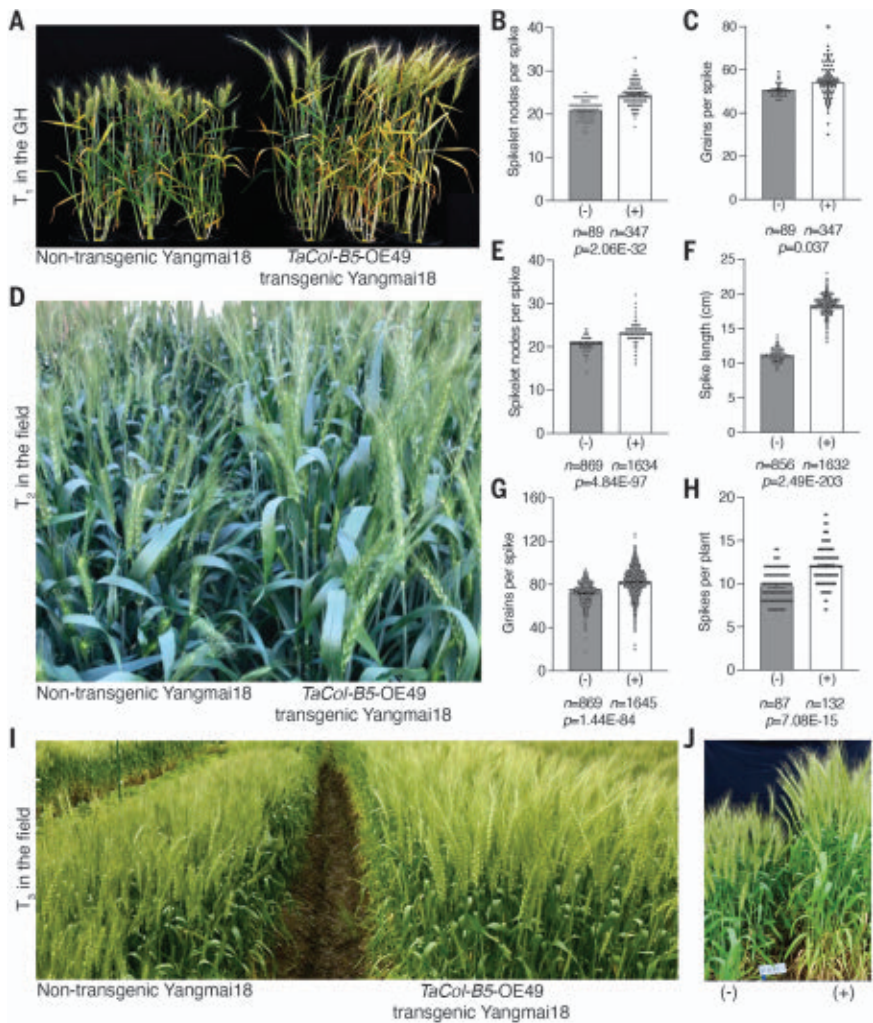 A
T1 in the GH
Non-transgenic Yangmai18
TaCol-B5-OE49
transgenic Yangmai18
B
Spikelet nodes per spike
40
30
20
10
0
(-)
(+)
n=89 n=347
p=2.06E-32
C
Grains per spike
80
60
40
20
0
(-)
(+)
n=89 n=347
p=0.037
D
T2 in the field
Non-transgenic Yangmai18
TaCol-B5-OE49
transgenic Yangmai18
E
Spikelet nodes per spike
40
30
20
10
0
(-)
(+)
n=869 n=1634
p=4.84E-97
F
Spike length (cm)
25
20
15
10
5
0
(-)
(+)
n=856 n=1632
p=2.49E-203
G
Grains per spike
160
120
80
40
0
(-)
(+)
n=869 n=1645
p=1.44E-84
H
Spikes per plant
20
15
10
5
0
(-)
(+)
n=87 n=132
p=7.08E-15
I
T3 in the field
Non-transgenic Yangmai18
TaCol-B5-OE49
transgenic Yangmai18
J
(-)
(+)